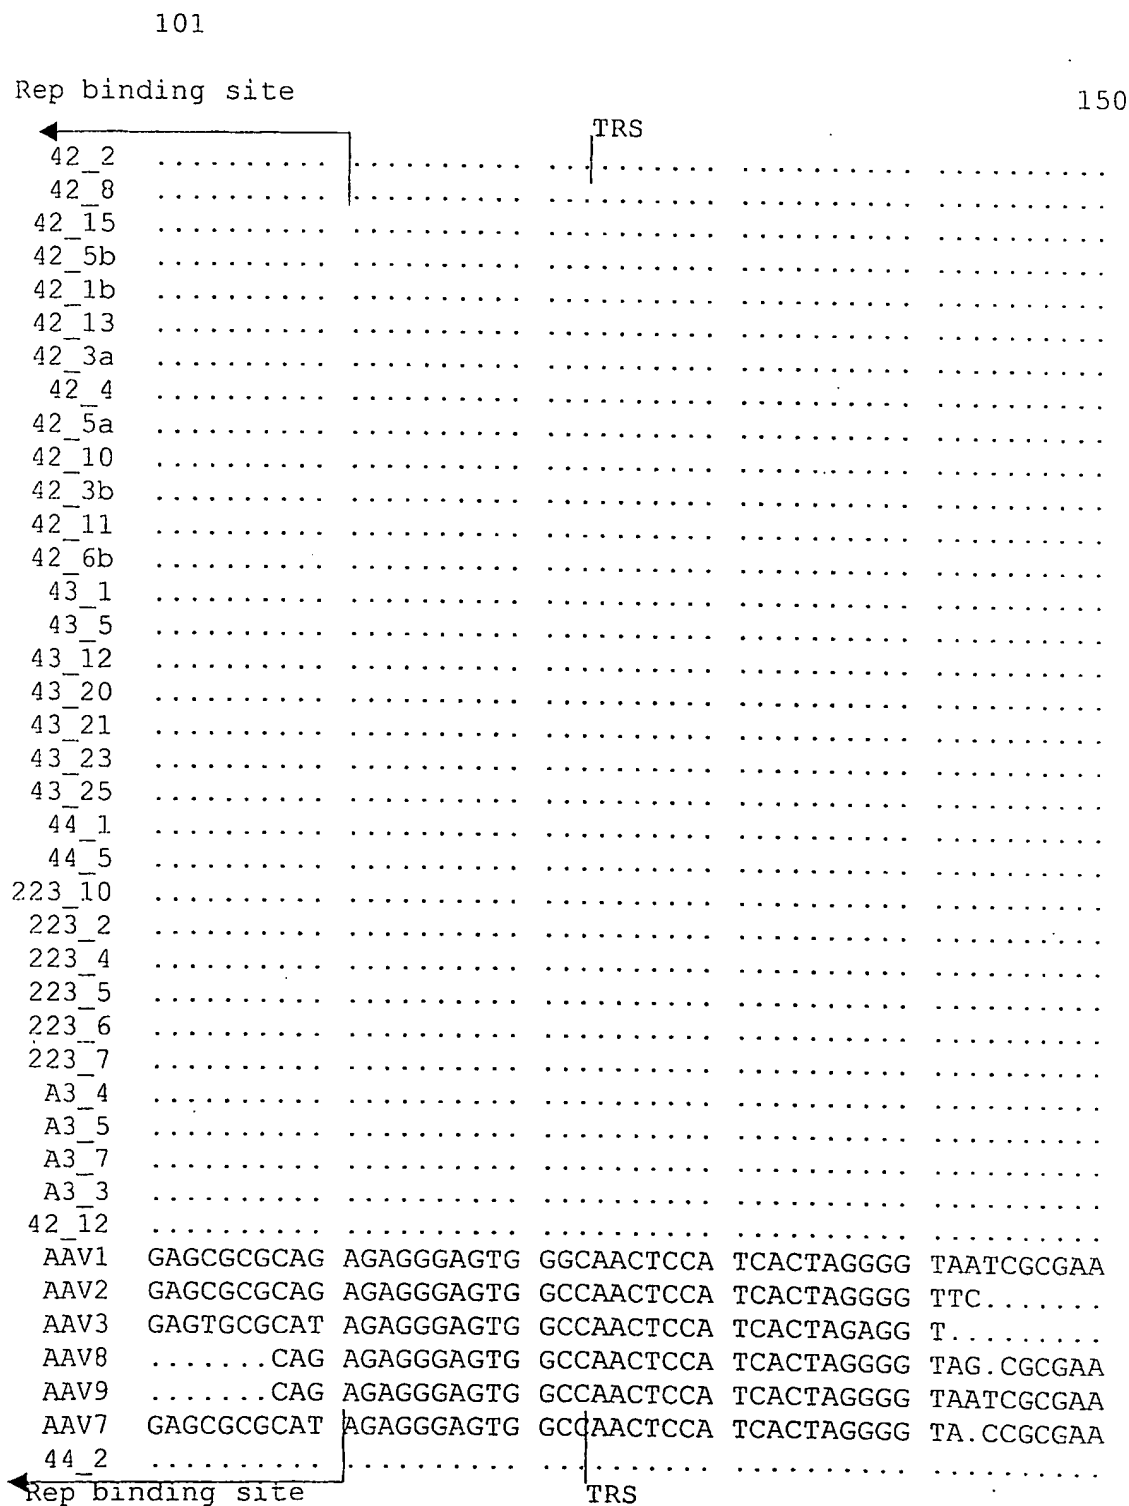 101
Rep binding site 150
TRS
42_2 .......... .......... .......... .......... ..........
42_8 .......... .......... .......... .......... ..........
42_15 .......... .......... .......... .......... ..........
42_5b .......... .......... .......... .......... ..........
42_1b .......... .......... .......... .......... ..........
42_13 .......... .......... .......... .......... ..........
42_3a .......... .......... .......... .......... ..........
42_4 .......... .......... .......... .......... ..........
42_5a .......... .......... .......... .......... ..........
42_10 .......... .......... .......... .......... ..........
42_3b .......... .......... .......... .......... ..........
42_11 .......... .......... .......... .......... ..........
42_6b .......... .......... .......... .......... ..........
43_1 .......... .......... .......... .......... ..........
43_5 .......... .......... .......... .......... ..........
43_12 .......... .......... .......... .......... ..........
43_20 .......... .......... .......... .......... ..........
43_21 .......... .......... .......... .......... ..........
43_23 .......... .......... .......... .......... ..........
43_25 .......... .......... .......... .......... ..........
44_1 .......... .......... .......... .......... ..........
44_5 .......... .......... .......... .......... ..........
223_10 .......... .......... .......... .......... ..........
223_2 .......... .......... .......... .......... ..........
223_4 .......... .......... .......... .......... ..........
223_5 .......... .......... .......... .......... ..........
223_6 .......... .......... .......... .......... ..........
223_7 .......... .......... .......... .......... ..........
A3_4 .......... .......... .......... .......... ..........
A3_5 .......... .......... .......... .......... ..........
A3_7 .......... .......... .......... .......... ..........
A3_3 .......... .......... .......... .......... ..........
42_12 .......... .......... .......... .......... ..........
AAV1 GAGCGCGCAG AGAGGGAGTG GGCAACTCCA TCACTAGGGG TAATCGCGAA
AAV2 GAGCGCGCAG AGAGGGAGTG GCCAACTCCA TCACTAGGGG TTC.......
AAV3 GAGTGCGCAT AGAGGGAGTG GCCAACTCCA TCACTAGAGG T.........
AAV8 .......CAG AGAGGGAGTG GCCAACTCCA TCACTAGGGG TAG.CGCGAA
AAV9 .......CAG AGAGGGAGTG GCCAACTCCA TCACTAGGGG TAATCGCGAA
AAV7 GAGCGCGCAT AGAGGGAGTG GCCAACTCCA TCACTAGGGG TA.CCGCGAA
44_2 .......... .......... .......... .......... ..........
Rep binding site TRS